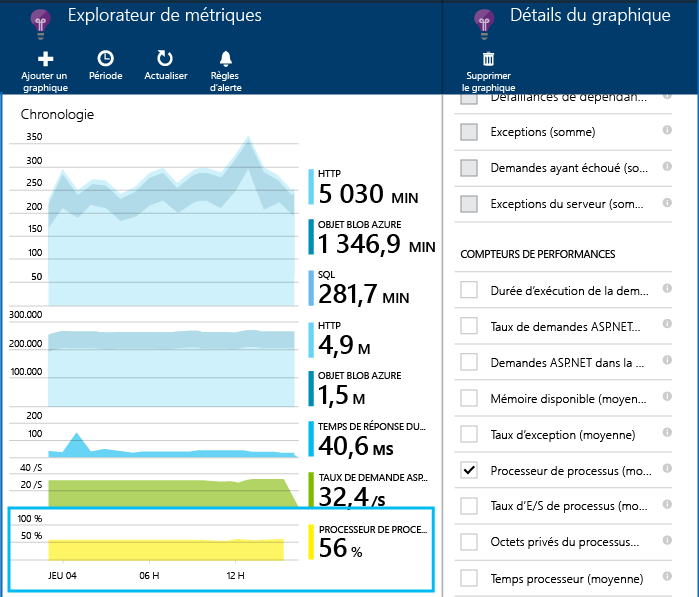 Explorateur de métriques
Ajouter un
graphique
Période
Actualiser
Règles
d'alerte
Chronologie
350
300
250
200
150
100
50
HTTP
5 030 MIN
OBJET BLOB AZURE
1 346,9 MIN
SQL
281,7 MIN
300.000
200.000
100.000
HTTP
4,9 M
OBJET BLOB AZURE
1,5 M
200
100
TEMPS DE RÉPONSE DU...
40,6 MS
40 /S
20 /S
TAUX DE DEMANDE ASP...
32,4 /S
100 %
50 %
PROCESSEUR DE PROCE...
56 %
JEU 04
06 H
12 H
Détails du graphique
Supprimer
le graphique
Défaillances de dépendan...
Exceptions (somme)
Demandes ayant échoué (so...
Exceptions du serveur (som...
COMPTEURS DE PERFORMANCES
Durée d'exécution de la dem...
Taux de demandes ASP.NET...
Demandes ASP.NET dans la ...
Mémoire disponible (moyen...
Taux d'exception (moyenne)
Processeur de processus (mo...
Taux d'E/S de processus (mo...
Octets privés du processus...
Temps processeur (moyenne)